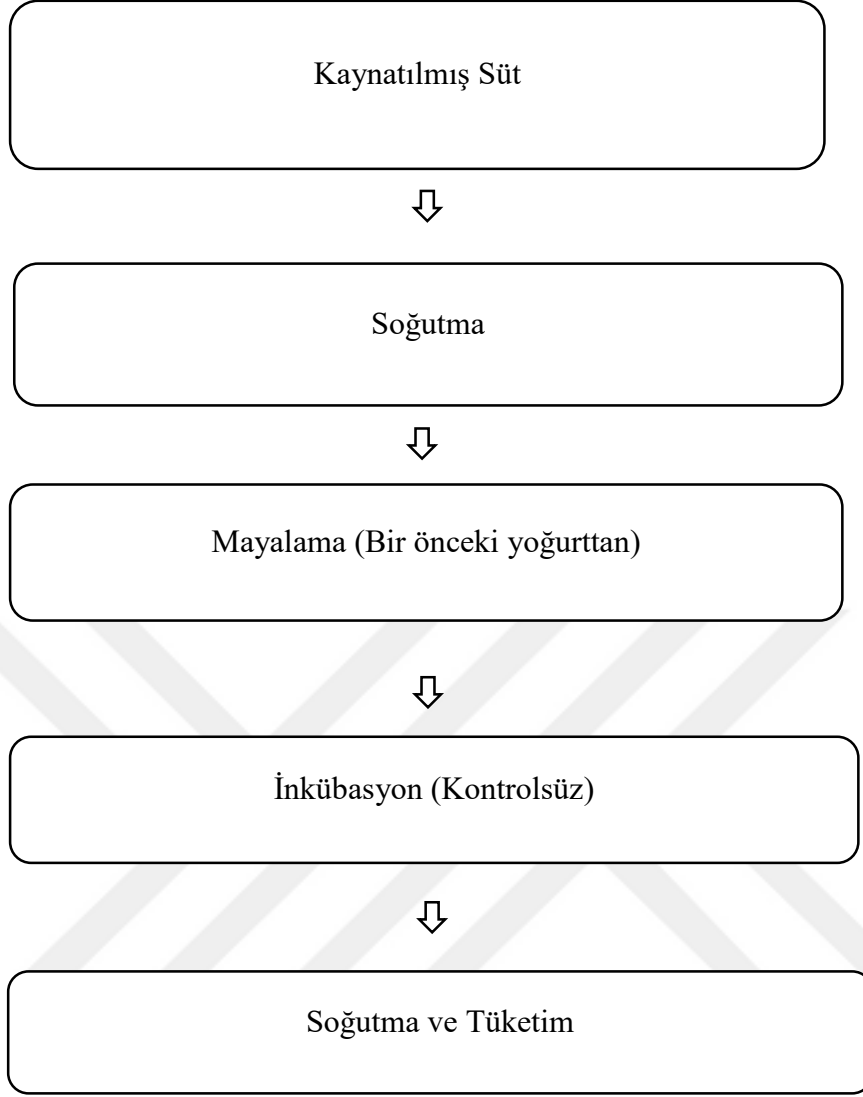 Kaynatılmış Süt
Soğutma
Mayalama (Bir önceki yoğurttan)
İnkübasyon (Kontrolsüz)
Soğutma ve Tüketim